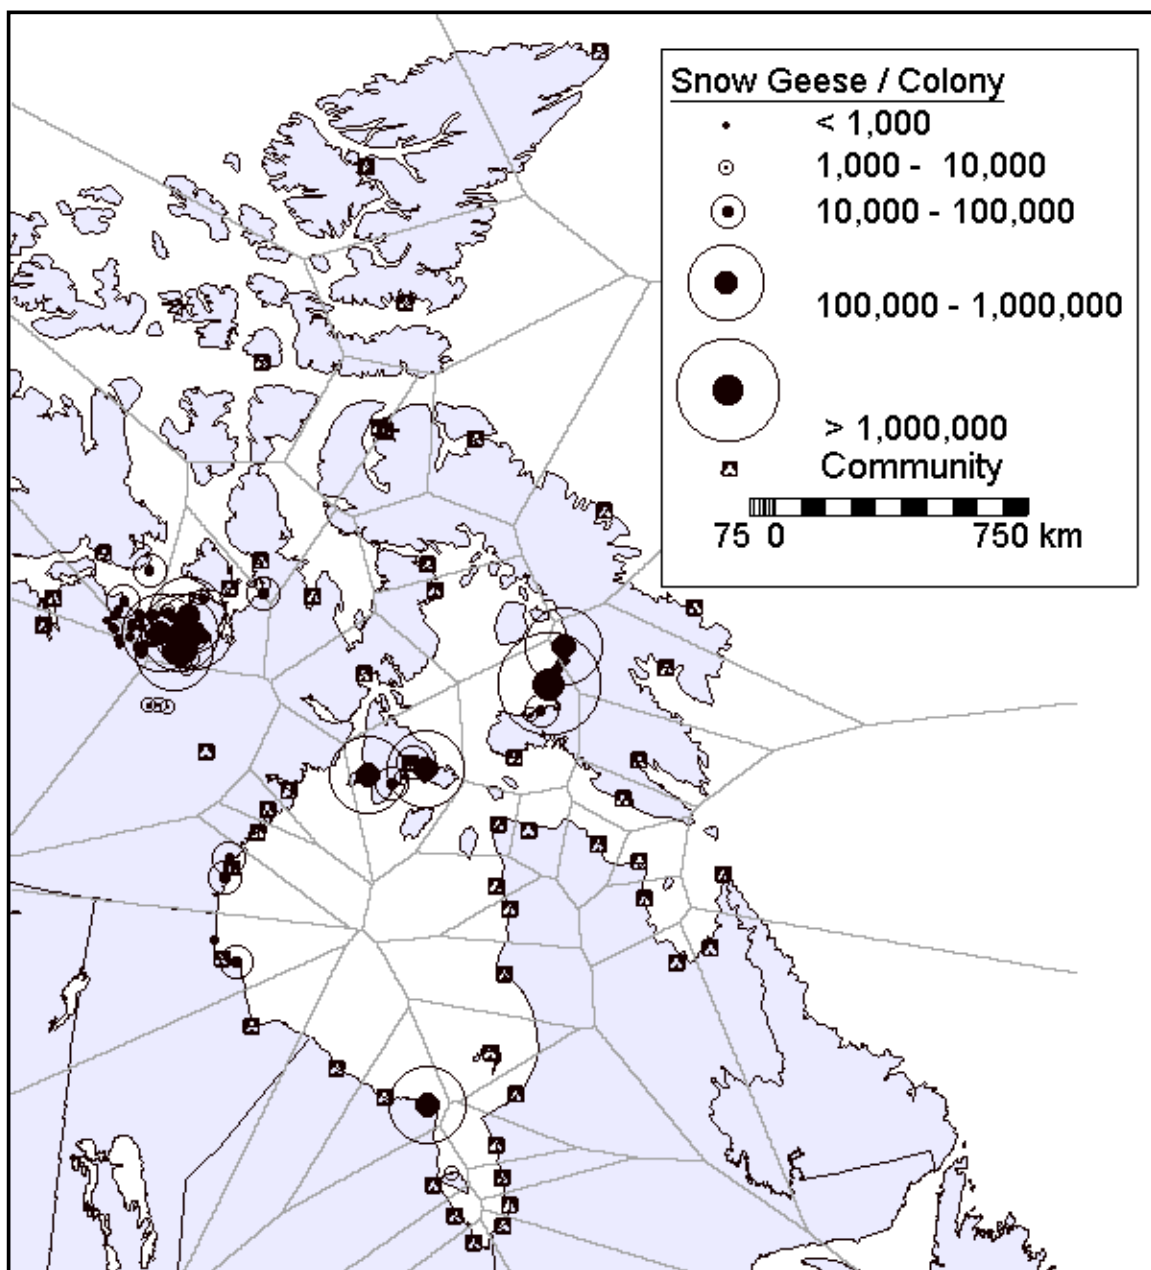 Snow Geese / Colony
< 1,000
1,000 - 10,000
10,000 - 100,000
100,000 - 1,000,000
> 1,000,000
Community
75 0 750 km